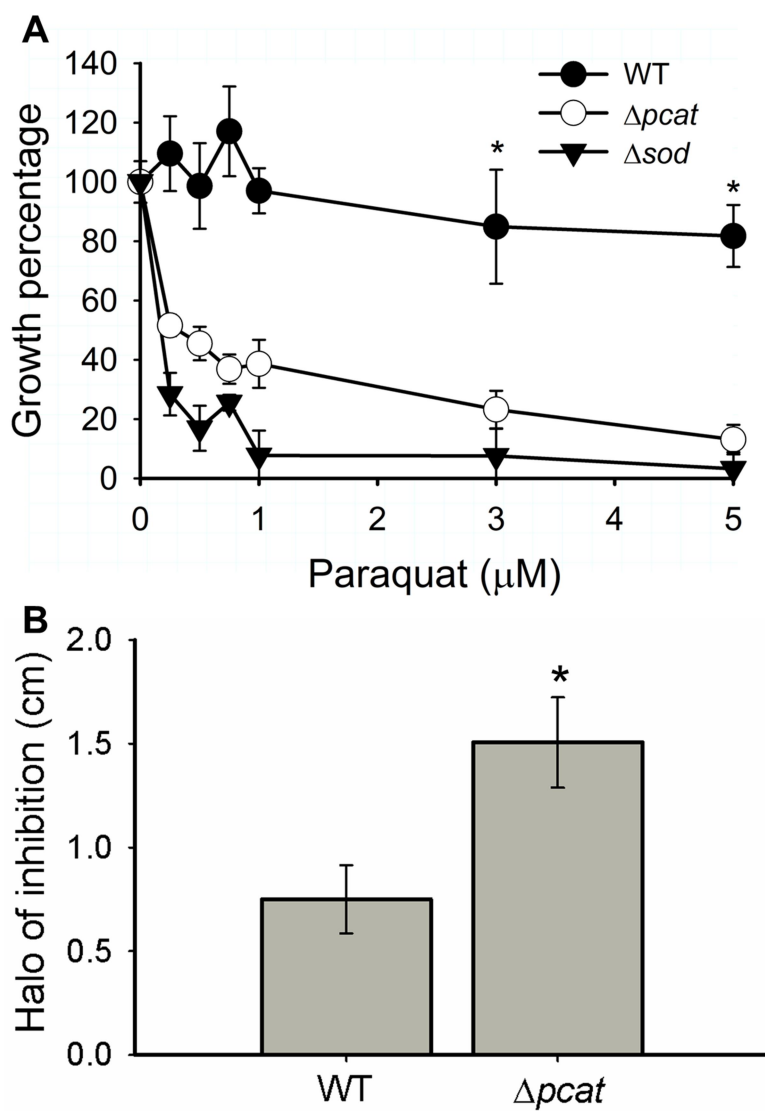 A
140
120
100
80
60
40
20
0
Growth percentage
WT
Δpcat
Δsod
*
*
0 1 2 3 4 5
Paraquat (μM)
B
2.0
1.5
1.0
0.5
0.0
Halo of inhibition (cm)
*
WT Δpcat